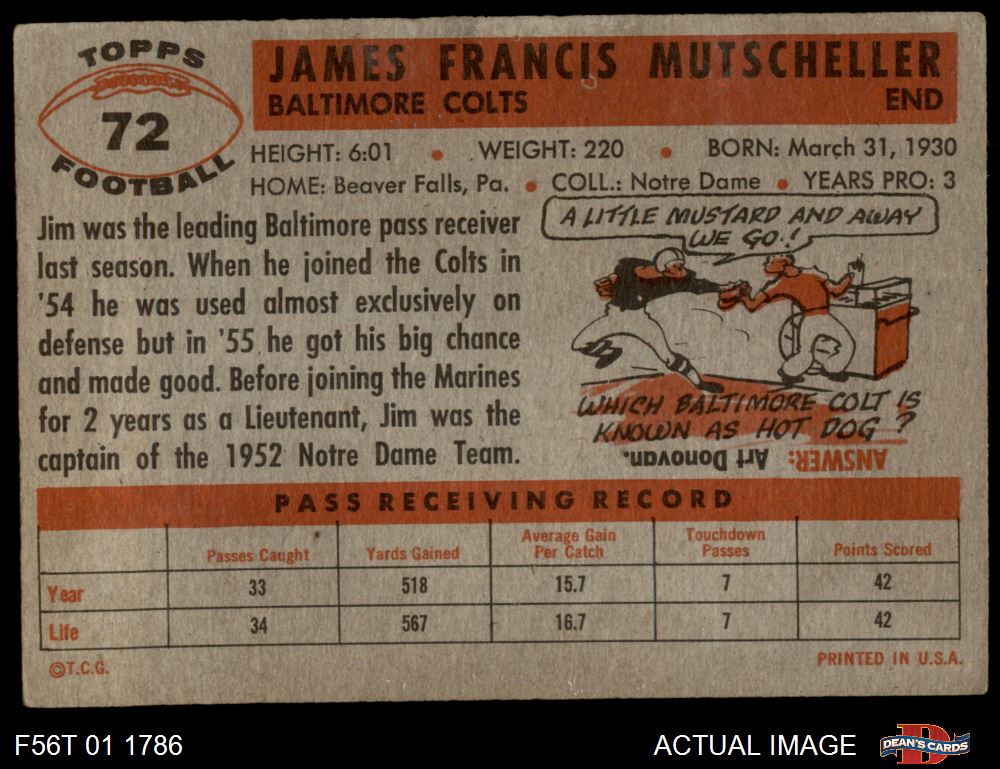 TOPPS
72
FOOTBALL
JAMES FRANCIS MUTSCHELLER
BALTIMORE COLTS END
HEIGHT: 6:01 • WEIGHT: 220 • BORN: March 31, 1930
HOME: Beaver Falls, Pa. • COLL.: Notre Dame • YEARS PRO: 3
Jim was the leading Baltimore pass receiver
last season. When he joined the Colts in
'54 he was used almost exclusively on
defense but in '55 he got his big chance
and made good. Before joining the Marines
for 2 years as a Lieutenant, Jim was the
captain of the 1952 Notre Dame Team.
A LITTLE MUSTARD AND AWAY
WE GO.!
WHICH BALTIMORE COLT IS
KNOWN AS HOT DOG ?
ANSWER: Art Donovan.
PASS RECEIVING RECORD
Passes Caught Yards Gained Average Gain Per Catch Touchdown Passes Points Scored
Year 33 518 15.7 7 42
Life 34 567 16.7 7 42
©T.C.G. PRINTED IN U.S.A.
F56T 01 1786 ACTUAL IMAGE DEAN'S CARDS